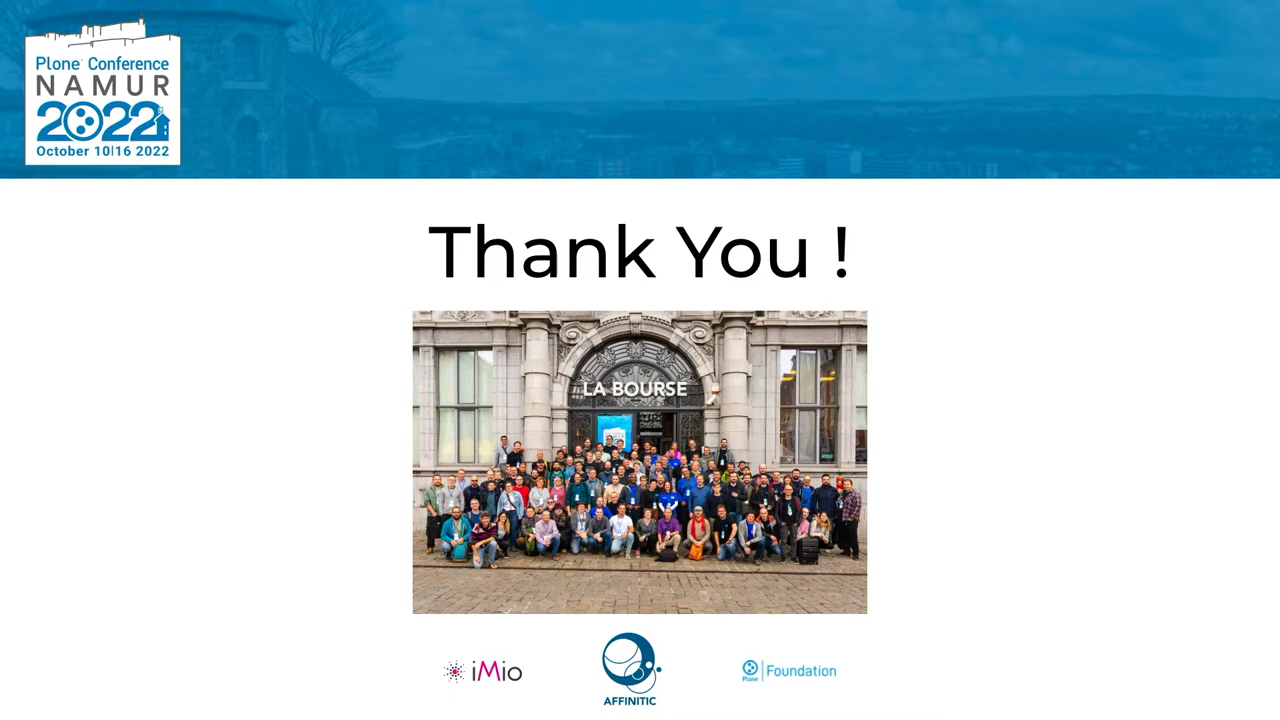 Plone® Conference
NAMUR
2022
October 10|16 2022
Thank You !
LA BOURSE
iMio
AFFINITIC
Plone
Foundation